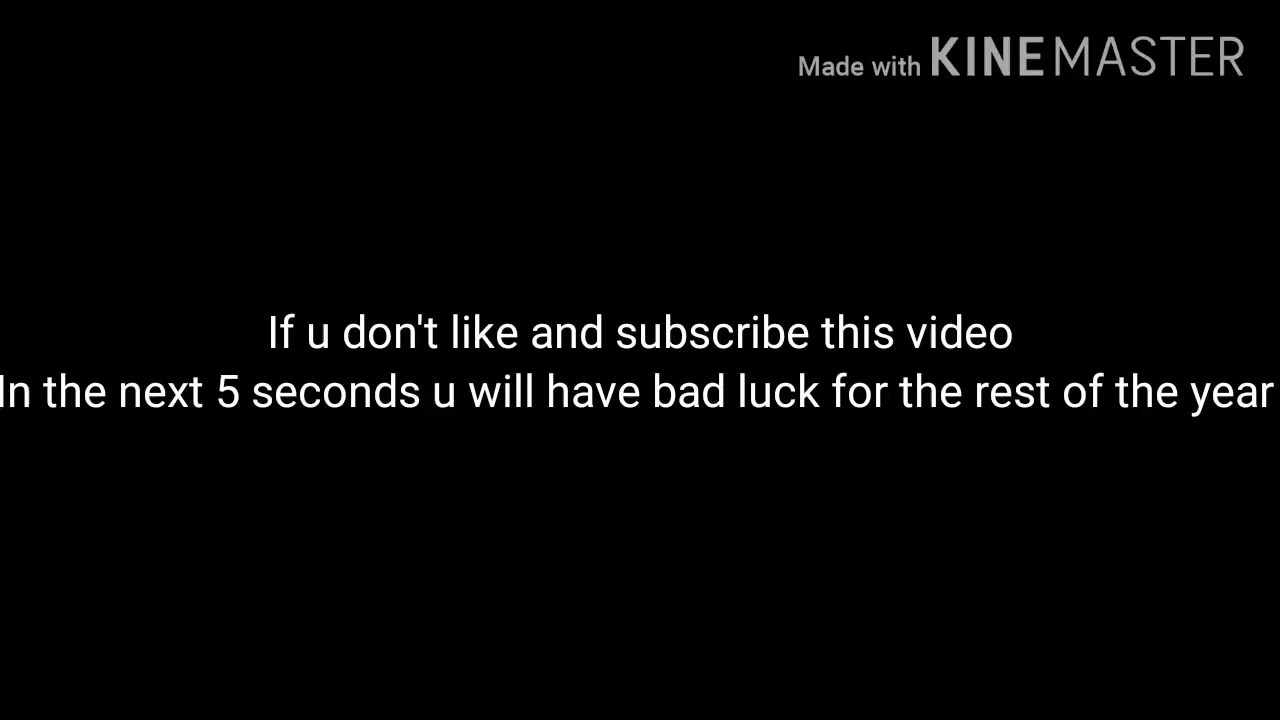 Made with KINEMASTER
If u don't like and subscribe this video
In the next 5 seconds u will have bad luck for the rest of the year